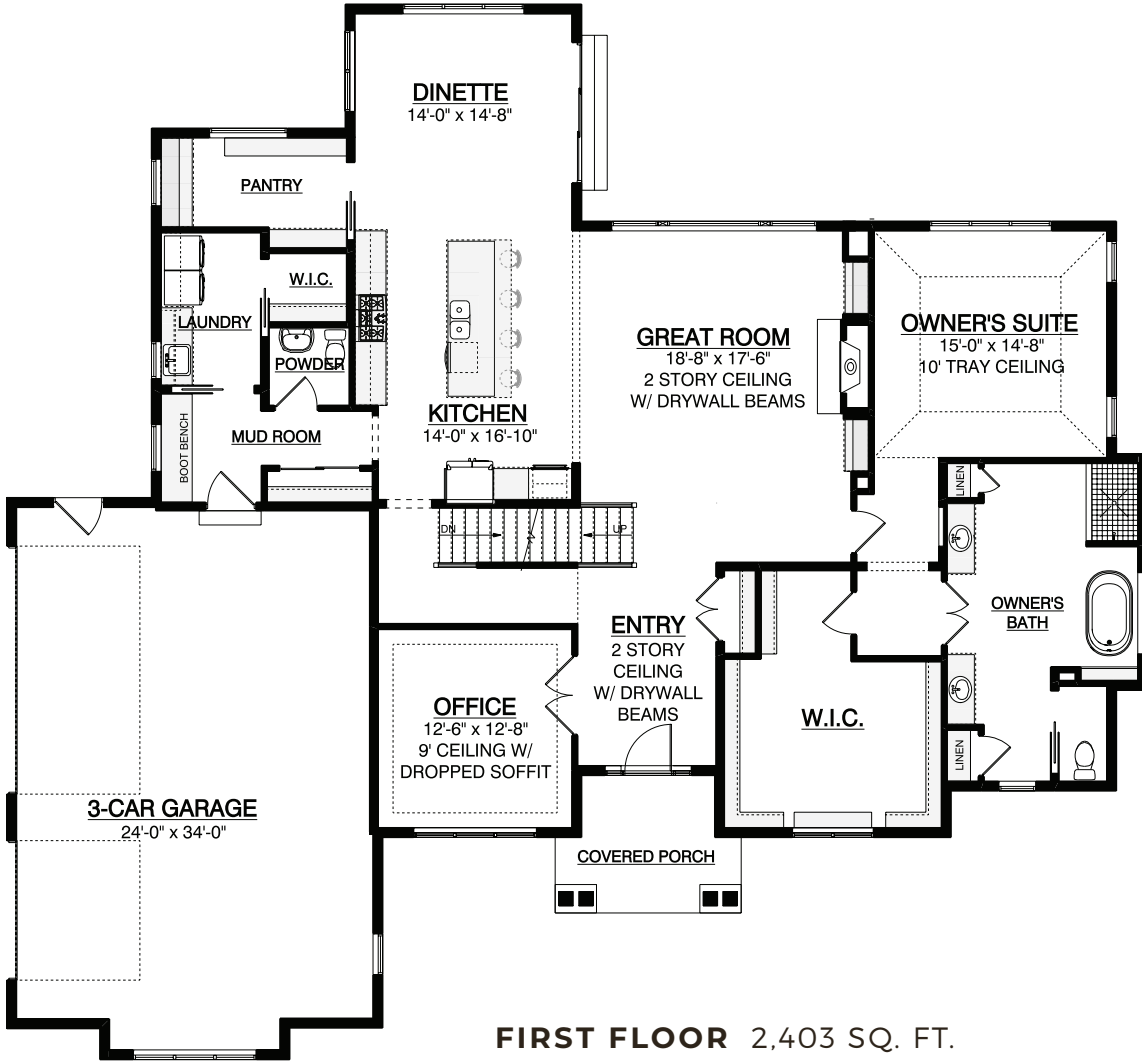 DINETTE
14'-0" x 14'-8"
PANTRY
W.I.C.
LAUNDRY
POWDER
GREAT ROOM
18'-8" x 17'-6"
2 STORY CEILING
W/ DRYWALL BEAMS
OWNER'S SUITE
15'-0" x 14'-8"
10' TRAY CEILING
KITCHEN
14'-0" x 16'-10"
MUD ROOM
BOOT BENCH
LINEN
DN
UP
OWNER'S
BATH
ENTRY
2 STORY
CEILING
W/ DRYWALL
BEAMS
OFFICE
12'-6" x 12'-8"
9' CEILING W/
DROPPED SOFFIT
W.I.C.
LINEN
3-CAR GARAGE
24'-0" x 34'-0"
COVERED PORCH
FIRST FLOOR 2,403 SQ. FT.